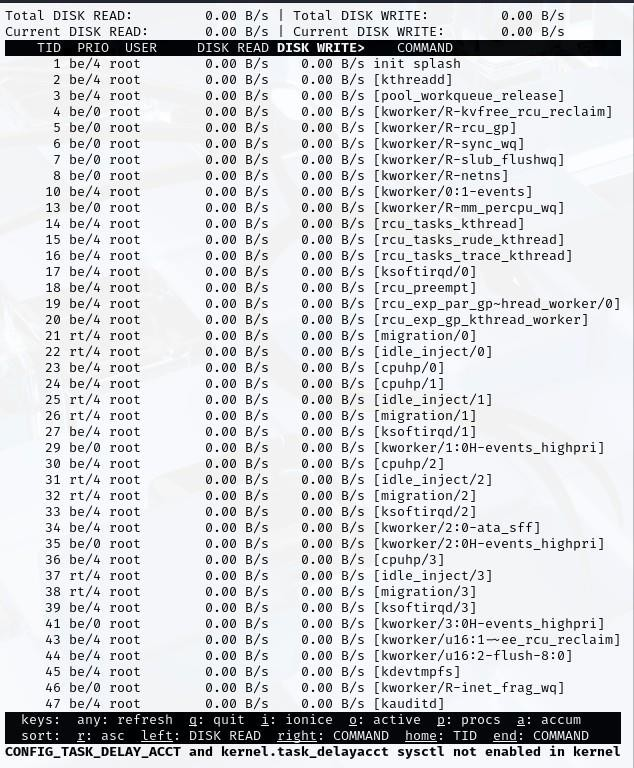 Total DISK READ: 0.00 B/s | Total DISK WRITE: 0.00 B/s
Current DISK READ: 0.00 B/s | Current DISK WRITE: 0.00 B/s
TID PRIO USER DISK READ DISK WRITE> COMMAND
1 be/4 root 0.00 B/s 0.00 B/s init splash
2 be/4 root 0.00 B/s 0.00 B/s [kthreadd]
3 be/4 root 0.00 B/s 0.00 B/s [pool_workqueue_release]
4 be/0 root 0.00 B/s 0.00 B/s [kworker/R-kvfree_rcu_reclaim]
5 be/0 root 0.00 B/s 0.00 B/s [kworker/R-rcu_gp]
6 be/0 root 0.00 B/s 0.00 B/s [kworker/R-sync_wq]
7 be/0 root 0.00 B/s 0.00 B/s [kworker/R-slub_flushwq]
8 be/0 root 0.00 B/s 0.00 B/s [kworker/R-netns]
10 be/4 root 0.00 B/s 0.00 B/s [kworker/0:1-events]
13 be/0 root 0.00 B/s 0.00 B/s [kworker/R-mm_percpu_wq]
14 be/4 root 0.00 B/s 0.00 B/s [rcu_tasks_kthread]
15 be/4 root 0.00 B/s 0.00 B/s [rcu_tasks_rude_kthread]
16 be/4 root 0.00 B/s 0.00 B/s [rcu_tasks_trace_kthread]
17 be/4 root 0.00 B/s 0.00 B/s [ksoftirqd/0]
18 be/4 root 0.00 B/s 0.00 B/s [rcu_preempt]
19 be/4 root 0.00 B/s 0.00 B/s [rcu_exp_par_gp~hread_worker/0]
20 be/4 root 0.00 B/s 0.00 B/s [rcu_exp_gp_kthread_worker]
21 rt/4 root 0.00 B/s 0.00 B/s [migration/0]
22 rt/4 root 0.00 B/s 0.00 B/s [idle_inject/0]
23 be/4 root 0.00 B/s 0.00 B/s [cpuhp/0]
24 be/4 root 0.00 B/s 0.00 B/s [cpuhp/1]
25 rt/4 root 0.00 B/s 0.00 B/s [idle_inject/1]
26 rt/4 root 0.00 B/s 0.00 B/s [migration/1]
27 be/4 root 0.00 B/s 0.00 B/s [ksoftirqd/1]
29 be/0 root 0.00 B/s 0.00 B/s [kworker/1:0H-events_highpri]
30 be/4 root 0.00 B/s 0.00 B/s [cpuhp/2]
31 rt/4 root 0.00 B/s 0.00 B/s [idle_inject/2]
32 rt/4 root 0.00 B/s 0.00 B/s [migration/2]
33 be/4 root 0.00 B/s 0.00 B/s [ksoftirqd/2]
34 be/4 root 0.00 B/s 0.00 B/s [kworker/2:0-ata_sff]
35 be/0 root 0.00 B/s 0.00 B/s [kworker/2:0H-events_highpri]
36 be/4 root 0.00 B/s 0.00 B/s [cpuhp/3]
37 rt/4 root 0.00 B/s 0.00 B/s [idle_inject/3]
38 rt/4 root 0.00 B/s 0.00 B/s [migration/3]
39 be/4 root 0.00 B/s 0.00 B/s [ksoftirqd/3]
41 be/0 root 0.00 B/s 0.00 B/s [kworker/3:0H-events_highpri]
43 be/4 root 0.00 B/s 0.00 B/s [kworker/u16:1-~ee_rcu_reclaim]
44 be/4 root 0.00 B/s 0.00 B/s [kworker/u16:2-flush-8:0]
45 be/4 root 0.00 B/s 0.00 B/s [kdevtmpfs]
46 be/0 root 0.00 B/s 0.00 B/s [kworker/R-inet_frag_wq]
47 be/4 root 0.00 B/s 0.00 B/s [kauditd]
keys: any: refresh q: quit i: ionice o: active p: procs a: accum
sort: r: asc left: DISK READ right: COMMAND home: TID end: COMMAND
CONFIG_TASK_DELAY_ACCT and kernel.task_delayacct sysctl not enabled in kernel